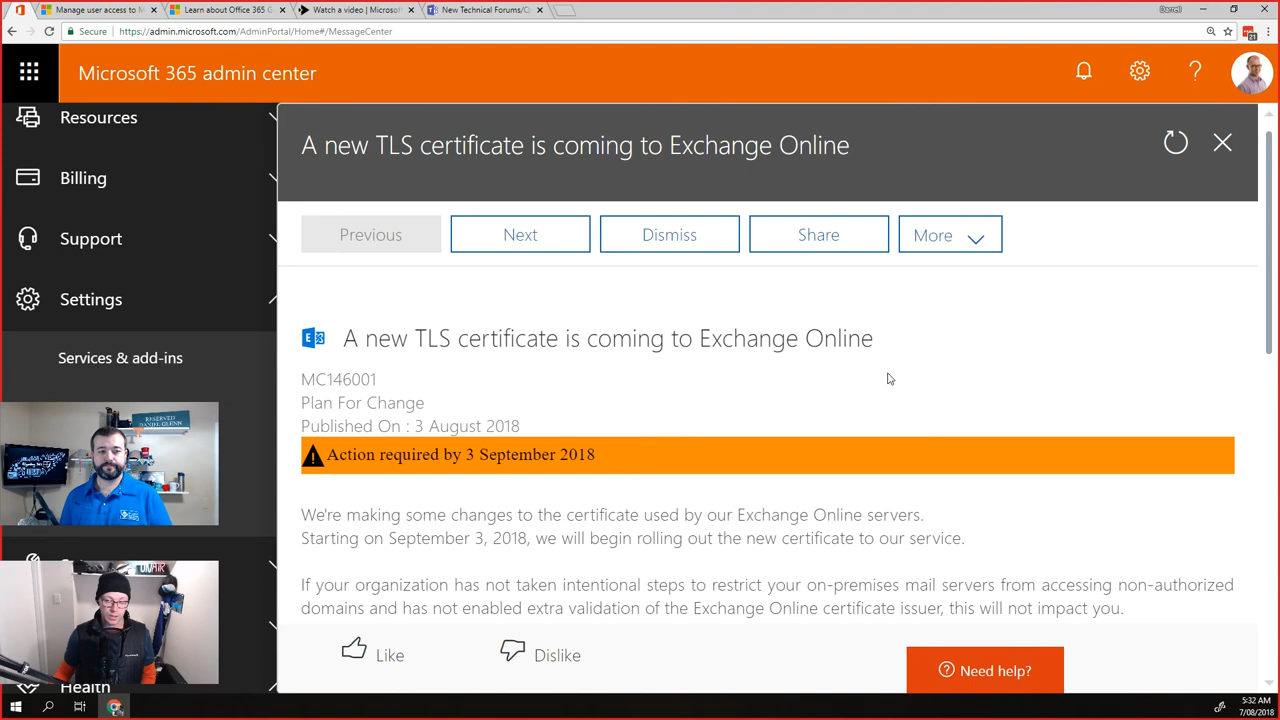 Manage user access to M
Learn about Office 365 G
Watch a video | Microsof
New Technical Forums/C
Darrel
Secure
https://admin.microsoft.com/AdminPortal/Home#/MessageCenter
21
Microsoft 365 admin center
Resources
Billing
Support
Settings
Services & add-ins
Health
A new TLS certificate is coming to Exchange Online
Previous
Next
Dismiss
Share
More
A new TLS certificate is coming to Exchange Online
MC146001
Plan For Change
Published On : 3 August 2018
Action required by 3 September 2018
We're making some changes to the certificate used by our Exchange Online servers.
Starting on September 3, 2018, we will begin rolling out the new certificate to our service.
If your organization has not taken intentional steps to restrict your on-premises mail servers from accessing non-authorized
domains and has not enabled extra validation of the Exchange Online certificate issuer, this will not impact you.
Like
Dislike
Need help?
RESERVED
DANIEL GLENN
ON AIR
5:32 AM
7/08/2018